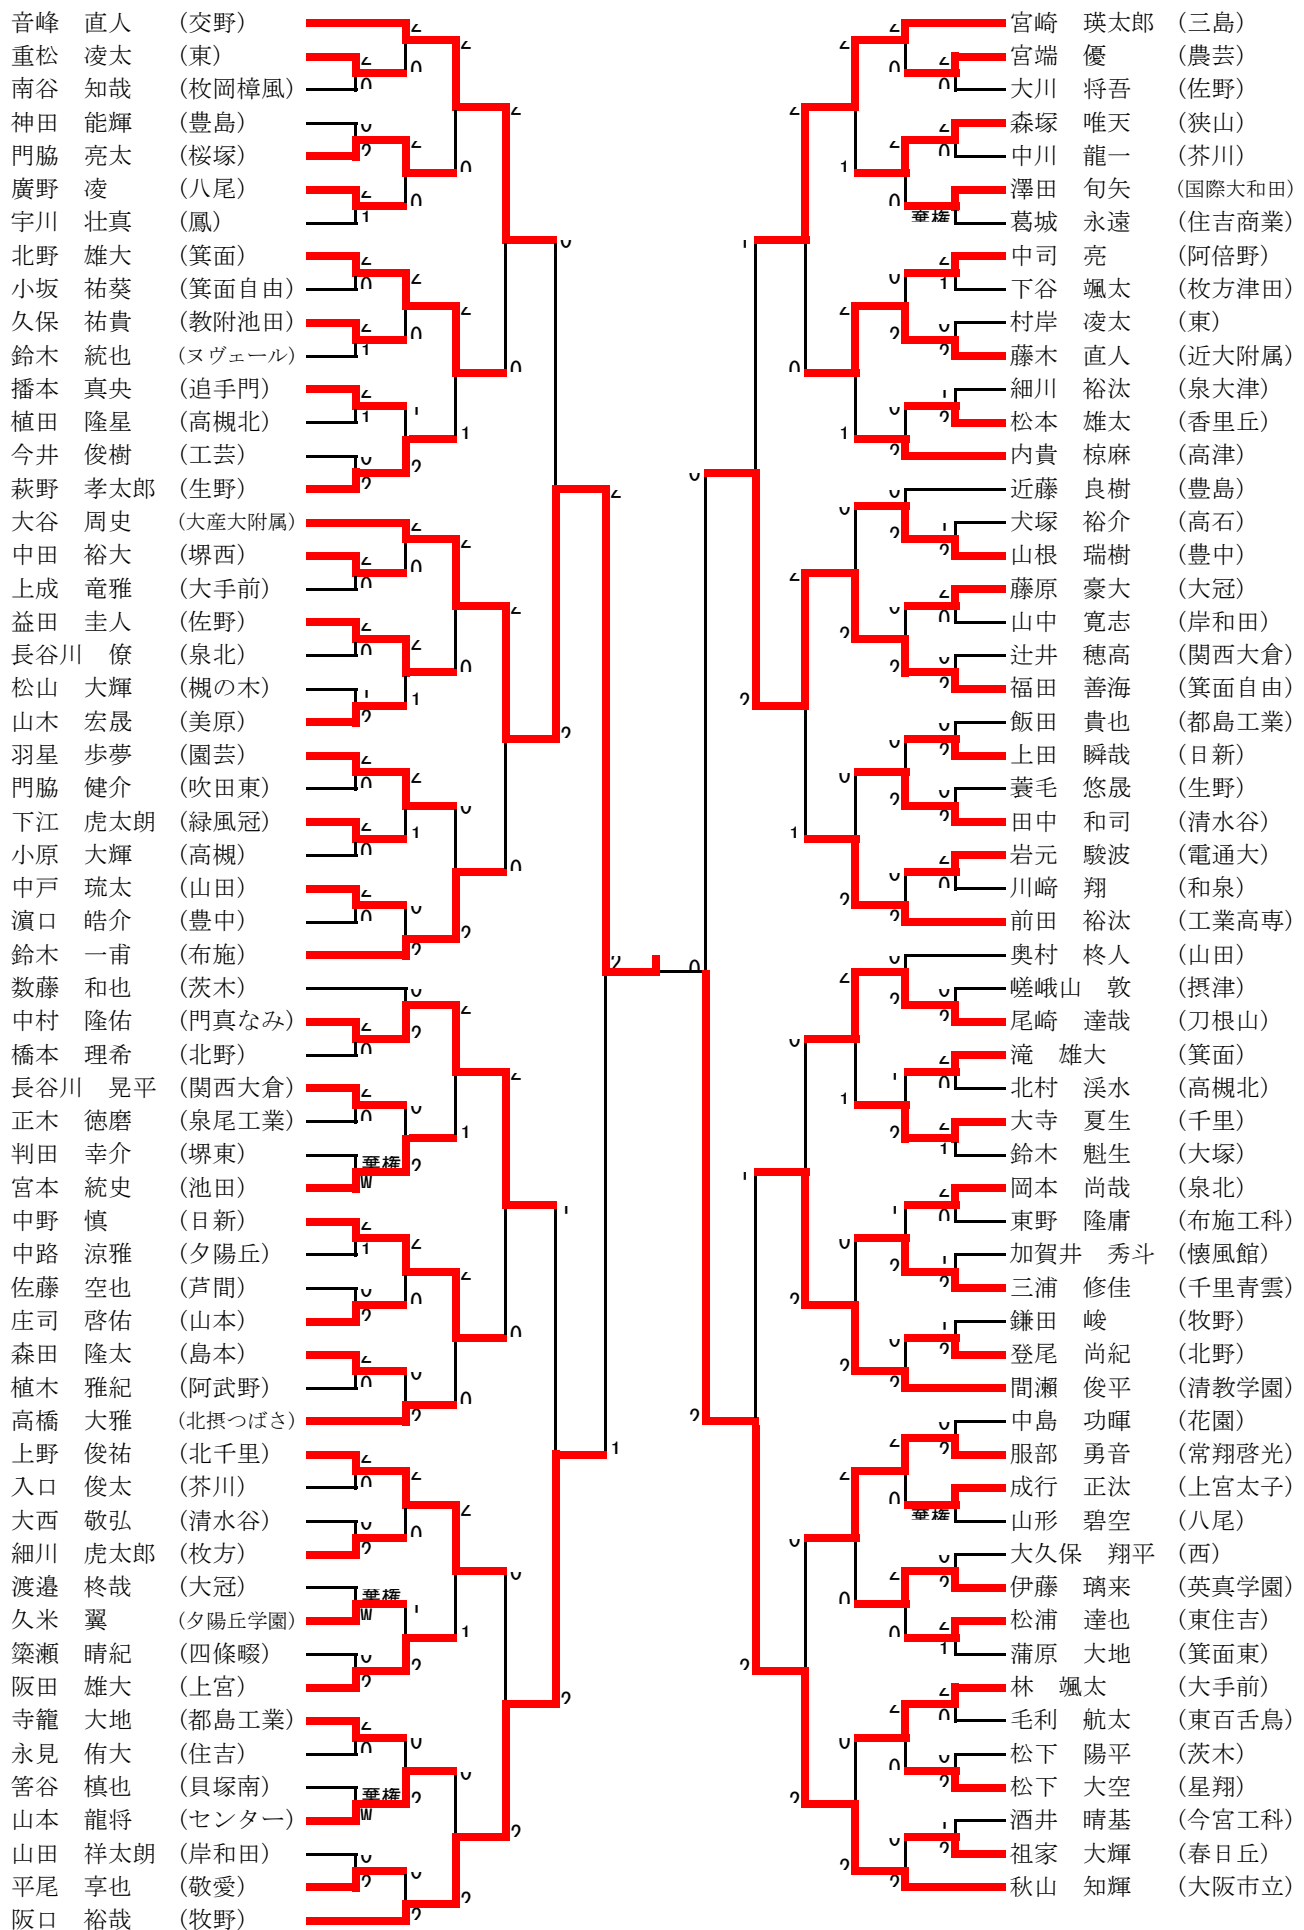 音峰　直人　(交野)
重松　凌太　(東)
南谷　知哉　(枚岡樟風)
神田　能輝　(豊島)
門脇　亮太　(桜塚)
廣野　凌　(八尾)
宇川　壮真　(鳳)
北野　雄大　(箕面)
小坂　祐葵　(箕面自由)
久保　祐貴　(教附池田)
鈴木　統也　(ヌヴェール)
播本　真央　(追手門)
植田　隆星　(高槻北)
今井　俊樹　(工芸)
萩野　孝太郎　(生野)
大谷　周史　(大産大附属)
中田　裕大　(堺西)
上成　竜雅　(大手前)
益田　圭人　(佐野)
長谷川　僚　(泉北)
松山　大輝　(槻の木)
山木　宏晟　(美原)
羽星　歩夢　(園芸)
門脇　健介　(吹田東)
下江　虎太朗　(緑風冠)
小原　大輝　(高槻)
中戸　琉太　(山田)
濵口　皓介　(豊中)
鈴木　一甫　(布施)
数藤　和也　(茨木)
中村　隆佑　(門真なみ)
橋本　理希　(北野)
長谷川　晃平　(関西大倉)
正木　徳磨　(泉尾工業)
判田　幸介　(堺東)
宮本　統史　(池田)
中野　慎　(日新)
中路　涼雅　(夕陽丘)
佐藤　空也　(芦間)
庄司　啓佑　(山本)
森田　隆太　(島本)
植木　雅紀　(阿武野)
高橋　大雅　(北摂つばさ)
上野　俊祐　(北千里)
入口　俊太　(芥川)
大西　敬弘　(清水谷)
細川　虎太郎　(枚方)
渡邉　柊哉　(大冠)
久米　翼　(夕陽丘学園)
簗瀬　晴紀　(四條畷)
阪田　雄大　(上宮)
寺籠　大地　(都島工業)
永見　侑大　(住吉)
筈谷　槙也　(貝塚南)
山本　龍将　(センター)
山田　祥太朗　(岸和田)
平尾　享也　(敬愛)
阪口　裕哉　(牧野)
宮崎　瑛太郎　(三島)
宮端　優　(農芸)
大川　将吾　(佐野)
森塚　唯天　(狭山)
中川　龍一　(芥川)
澤田　旬矢　(国際大和田)
葛城　永遠　(住吉商業)
中司　亮　(阿倍野)
下谷　颯太　(枚方津田)
村岸　凌太　(東)
藤木　直人　(近大附属)
細川　裕汰　(泉大津)
松本　雄太　(香里丘)
内貴　椋麻　(高津)
近藤　良樹　(豊島)
犬塚　裕介　(高石)
山根　瑞樹　(豊中)
藤原　豪大　(大冠)
山中　寛志　(岸和田)
辻井　穂高　(関西大倉)
福田　善海　(箕面自由)
飯田　貴也　(都島工業)
上田　瞬哉　(日新)
蓑毛　悠晟　(生野)
田中　和司　(清水谷)
岩元　駿波　(電通大)
川﨑　翔　(和泉)
前田　裕汰　(工業高専)
奥村　柊人　(山田)
嵯峨山　敦　(摂津)
尾崎　達哉　(刀根山)
滝　雄大　(箕面)
北村　渓水　(高槻北)
大寺　夏生　(千里)
鈴木　魁生　(大塚)
岡本　尚哉　(泉北)
東野　隆庸　(布施工科)
加賀井　秀斗　(懐風館)
三浦　修佳　(千里青雲)
鎌田　峻　(牧野)
登尾　尚紀　(北野)
間瀬　俊平　(清教学園)
中島　功暉　(花園)
服部　勇音　(常翔啓光)
成行　正汰　(上宮太子)
山形　碧空　(八尾)
大久保　翔平　(西)
伊藤　璃来　(英真学園)
松浦　達也　(東住吉)
蒲原　大地　(箕面東)
林　颯太　(大手前)
毛利　航太　(東百舌鳥)
松下　陽平　(茨木)
松下　大空　(星翔)
酒井　晴基　(今宮工科)
祖家　大輝　(春日丘)
秋山　知輝　(大阪市立)